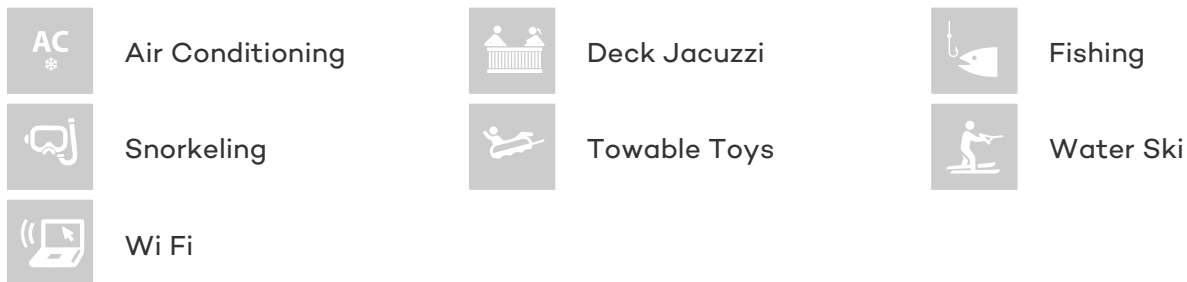 AC
Air Conditioning
Deck Jacuzzi
Fishing
Snorkeling
Towable Toys
Water Ski
Wi Fi